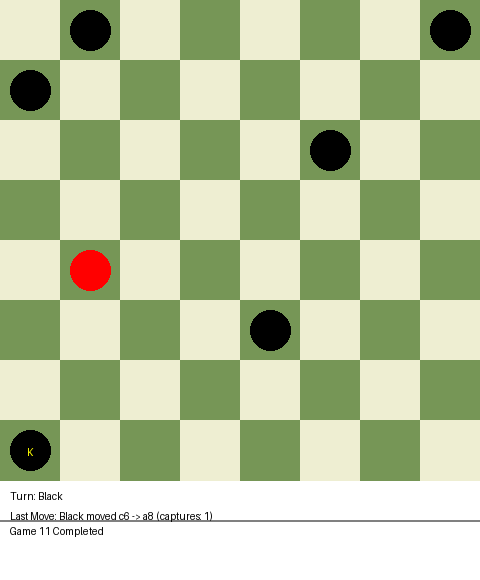 K
Turn: Black
Last Move: Black moved c6 -> a8 (captures: 1)
Game 11 Completed